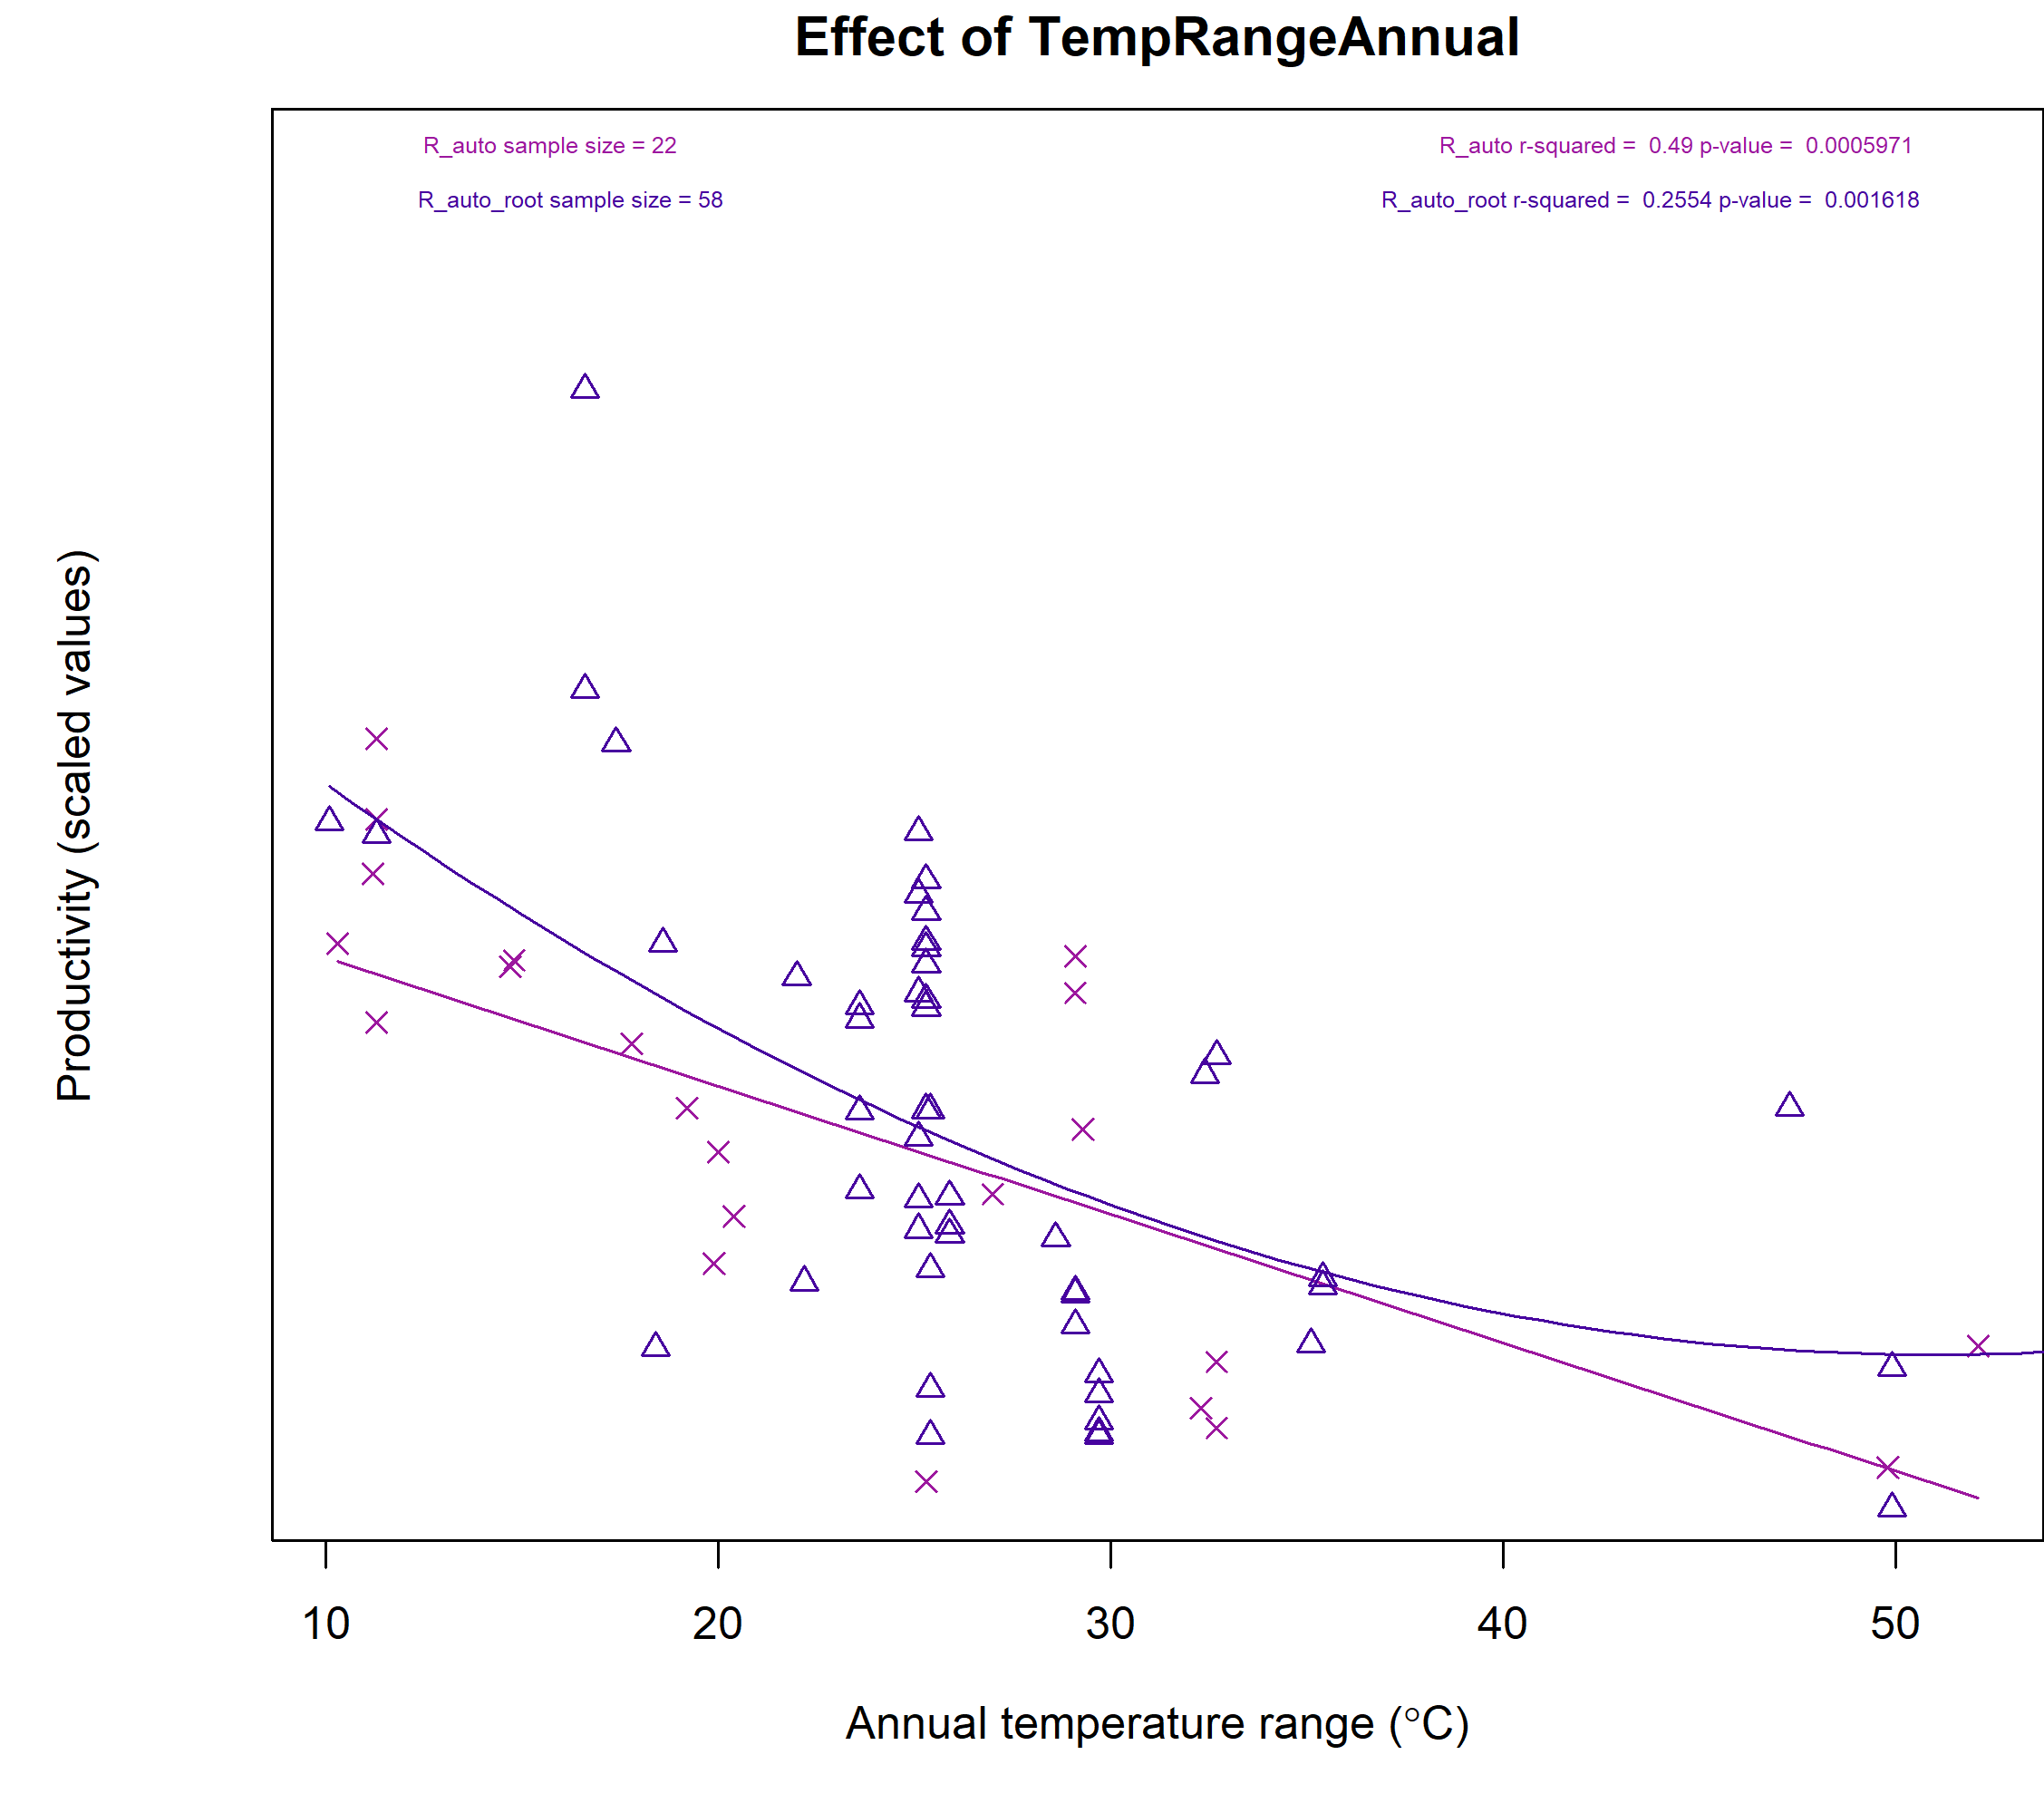 Effect of TempRangeAnnual
R_auto sample size = 22
R_auto r-squared =  0.49 p-value =  0.0005971
R_auto_root sample size = 58
R_auto_root r-squared =  0.2554 p-value =  0.001618
Productivity (scaled values)
10 20 30 40 50
Annual temperature range (°C)